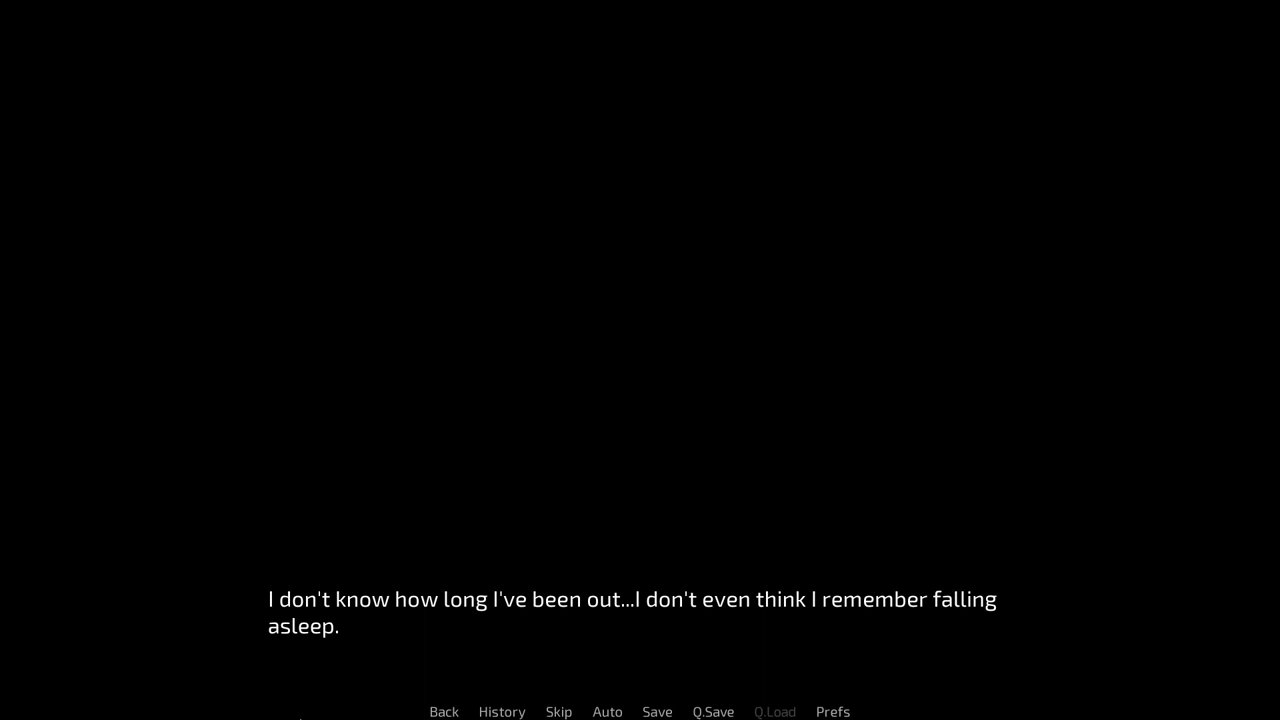 I don't know how long I've been out...I don't even think I remember falling
asleep.
Back History Skip Auto Save Q.Save Q.Load Prefs